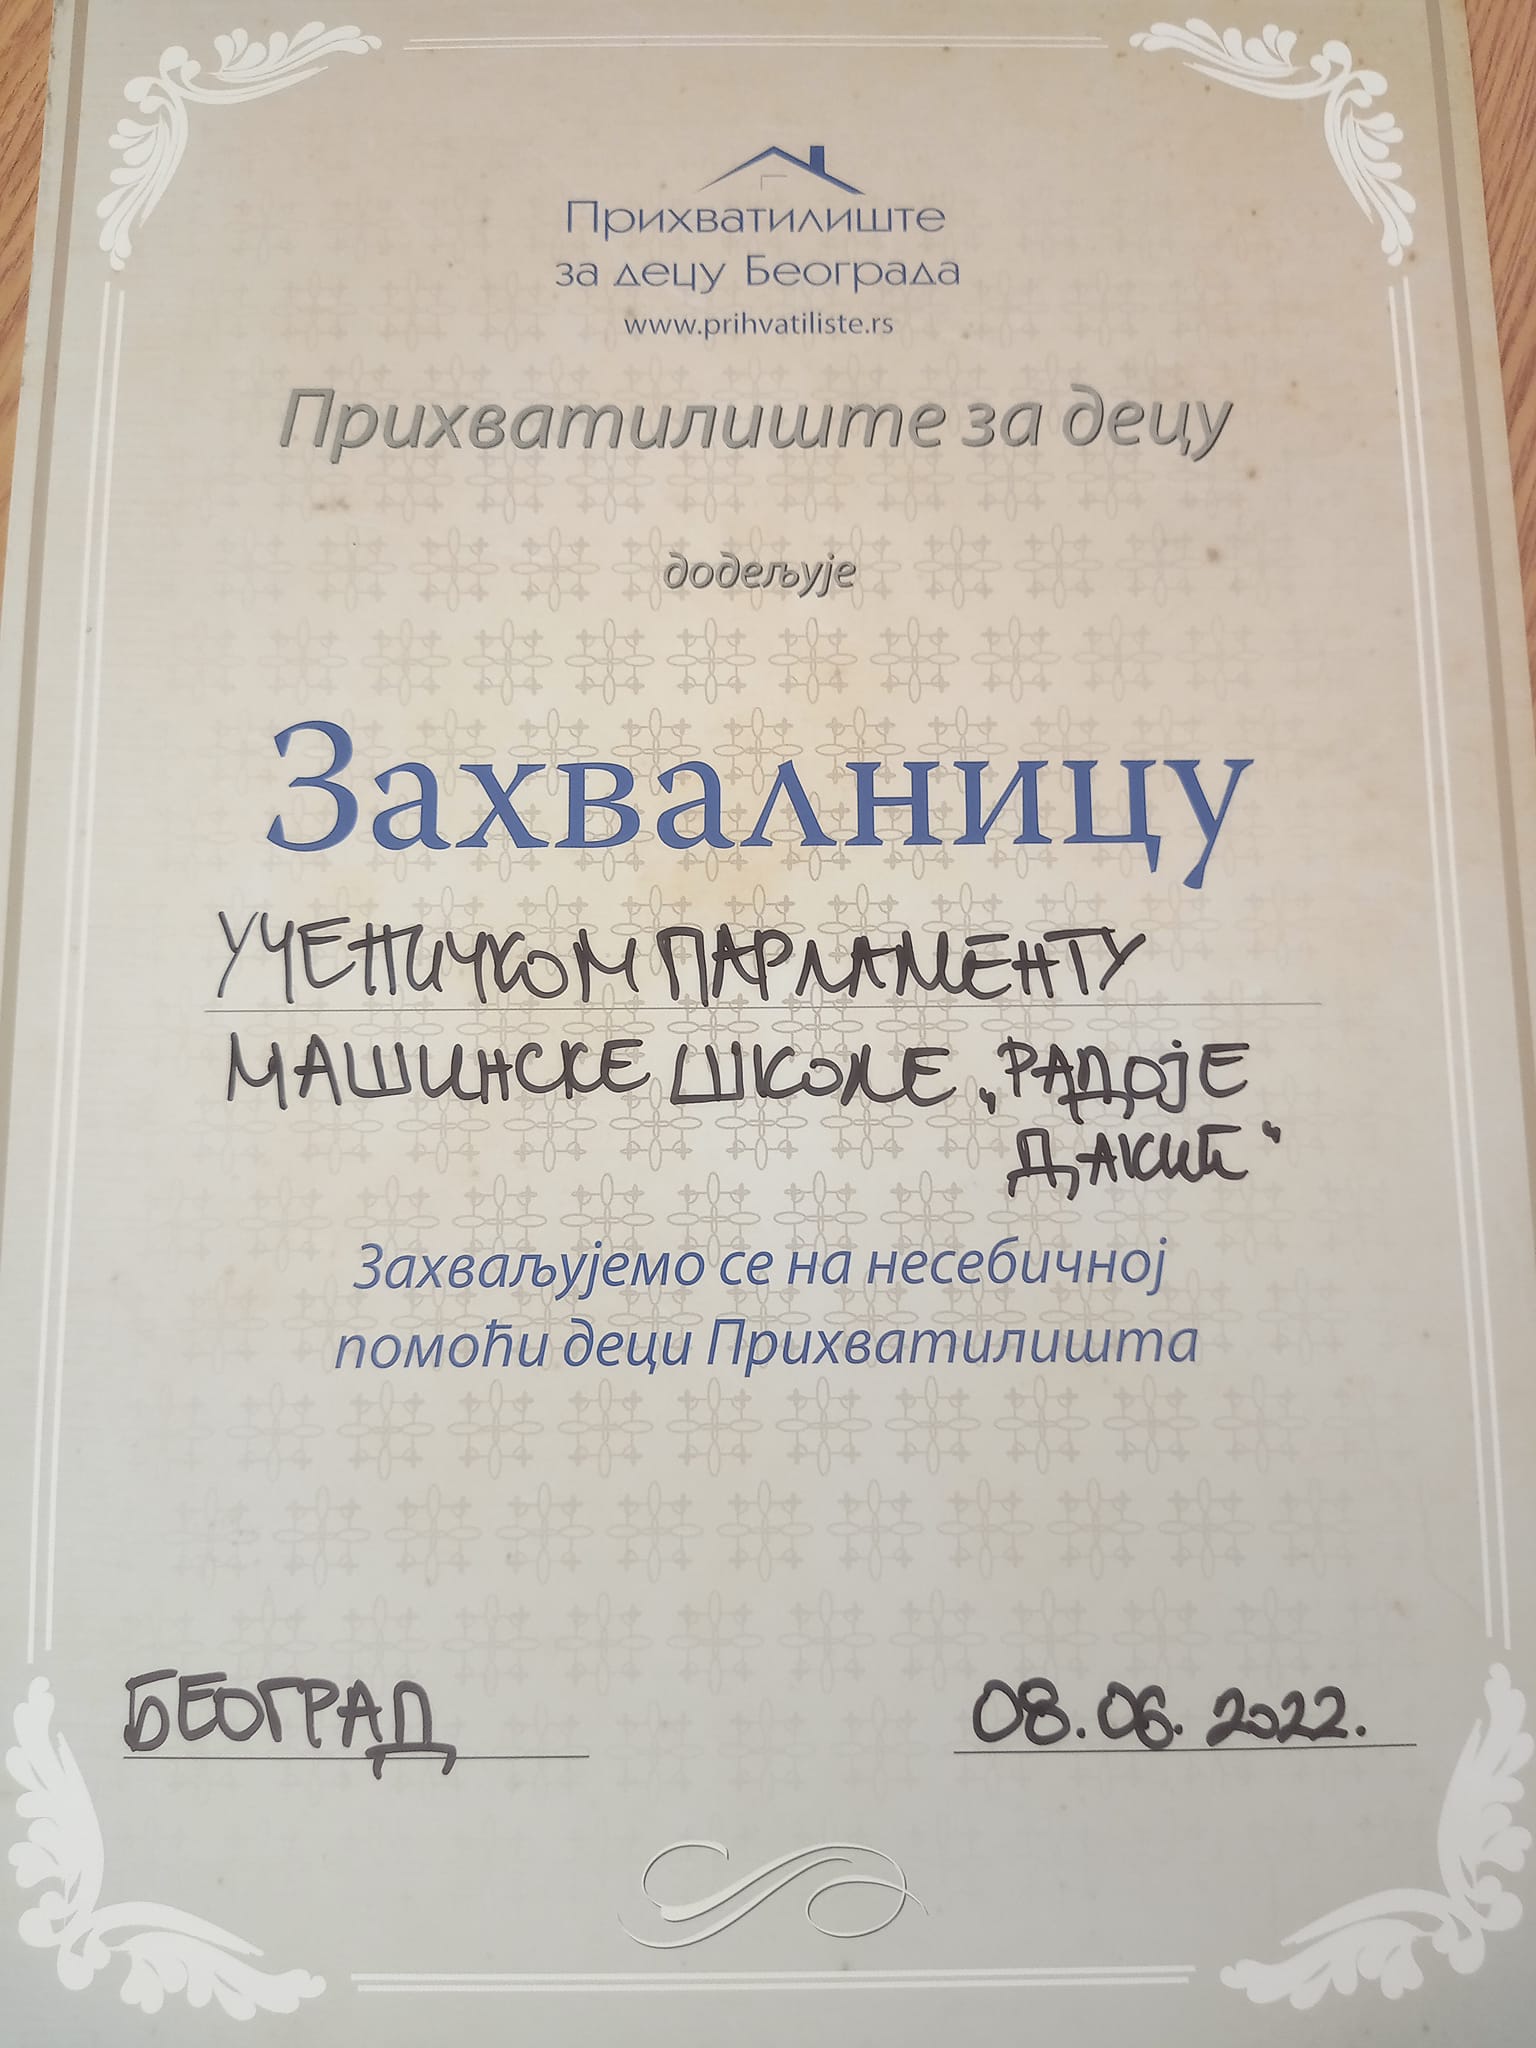 Прихватилиште
за децу Београда
www.prihvatiliste.rs
Прихватилиште за децу
додељује
Захвалницу
УЧЕНИЧКОМ ПАРЛАМЕНТУ
МАШИНСКЕ ШКОЛЕ „РАДОЈЕ
ДАКИЋ“
Захваљујемо се на несебичној
помоћи деци Прихватилишта
БЕОГРАД
08.06.2022.